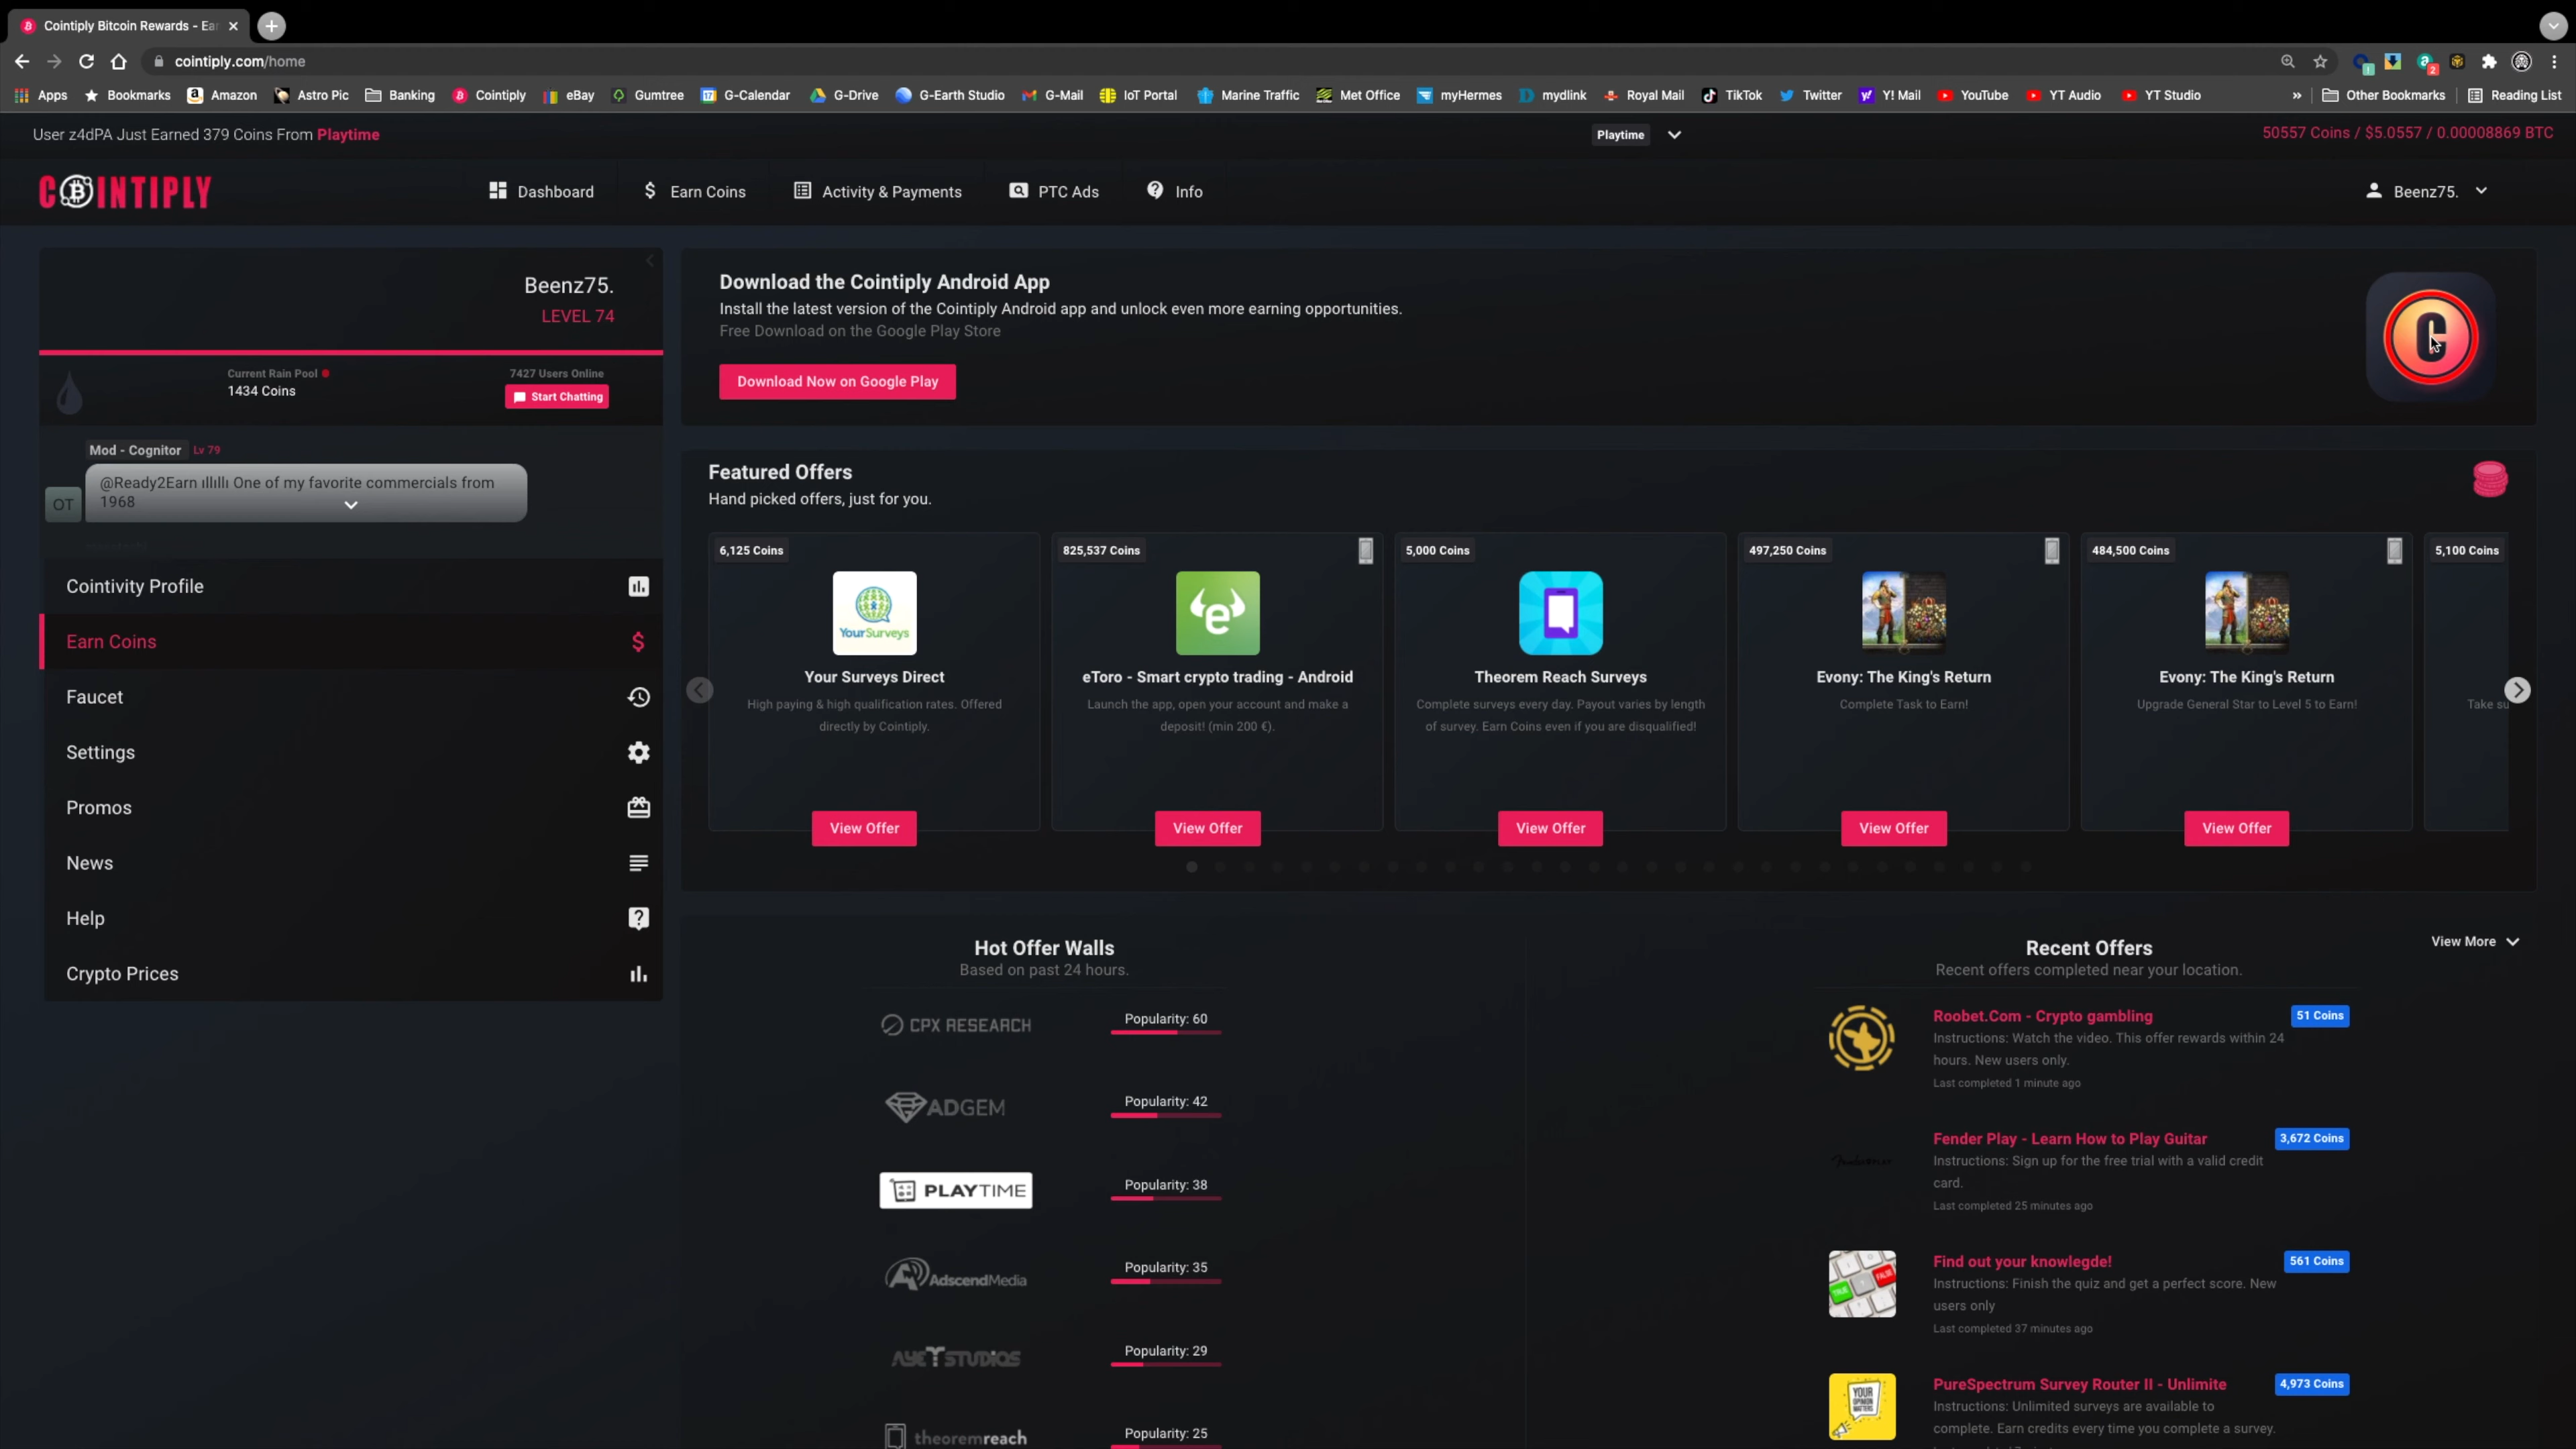 Cointiply Bitcoin Rewards - Ea
cointiply.com/home
Apps Bookmarks Amazon Astro Pic Banking Cointiply eBay Gumtree G-Calendar G-Drive G-Earth Studio G-Mail IoT Portal Marine Traffic Met Office myHermes mydlink Royal Mail TikTok Twitter Y! Mail YouTube YT Audio YT Studio » Other Bookmarks Reading List
User z4dPA Just Earned 379 Coins From Playtime
Playtime
50557 Coins / $5.0557 / 0.00008869 BTC
COINTIPLY
Dashboard Earn Coins Activity & Payments PTC Ads Info
Beenz75.
Beenz75.
LEVEL 74
Current Rain Pool
1434 Coins
7427 Users Online
Start Chatting
Mod - Cognitor Lv 79
OT
@Ready2Earn ıllıllı One of my favorite commercials from
1968
Cointivity Profile
Earn Coins
Faucet
Settings
Promos
News
Help
Crypto Prices
Download the Cointiply Android App
Install the latest version of the Cointiply Android app and unlock even more earning opportunities.
Free Download on the Google Play Store
Download Now on Google Play
C
Featured Offers
Hand picked offers, just for you.
6,125 Coins
YourSurveys
Your Surveys Direct
High paying & high qualification rates. Offered
directly by Cointiply.
View Offer
825,537 Coins
e
eToro - Smart crypto trading - Android
Launch the app, open your account and make a
deposit! (min 200 €).
View Offer
5,000 Coins
Theorem Reach Surveys
Complete surveys every day. Payout varies by length
of survey. Earn Coins even if you are disqualified!
View Offer
497,250 Coins
Evony: The King's Return
Complete Task to Earn!
View Offer
484,500 Coins
Evony: The King's Return
Upgrade General Star to Level 5 to Earn!
View Offer
5,100 Coins
Take su
Hot Offer Walls
Based on past 24 hours.
CPX RESEARCH Popularity: 60
ADGEM Popularity: 42
PLAYTIME Popularity: 38
AdscendMedia Popularity: 35
AYETSTUDIOS Popularity: 29
theoremreach Popularity: 25
Recent Offers
Recent offers completed near your location.
View More
Roobet.Com - Crypto gambling 51 Coins
Instructions: Watch the video. This offer rewards within 24
hours. New users only.
Last completed 1 minute ago
Fender Play - Learn How to Play Guitar 3,672 Coins
Instructions: Sign up for the free trial with a valid credit
card.
Last completed 25 minutes ago
TRUE FALSE
Find out your knowlegde! 561 Coins
Instructions: Finish the quiz and get a perfect score. New
users only
Last completed 37 minutes ago
YOUR
OPINION
MATTERS
PureSpectrum Survey Router II - Unlimite 4,973 Coins
Instructions: Unlimited surveys are available to
complete. Earn credits every time you complete a survey.